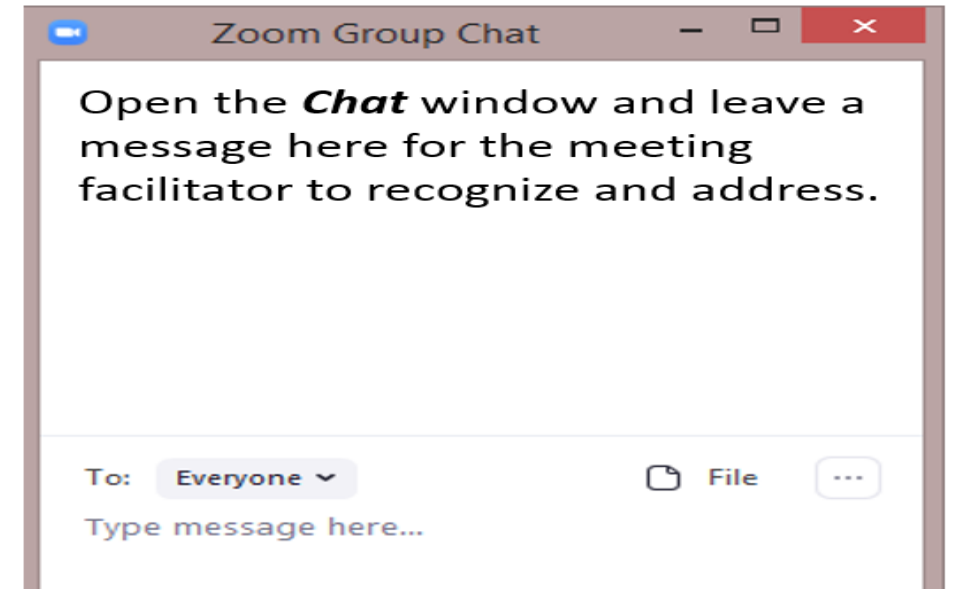 Zoom Group Chat
Open the Chat window and leave a
message here for the meeting
facilitator to recognize and address.
To: Everyone File
Type message here...